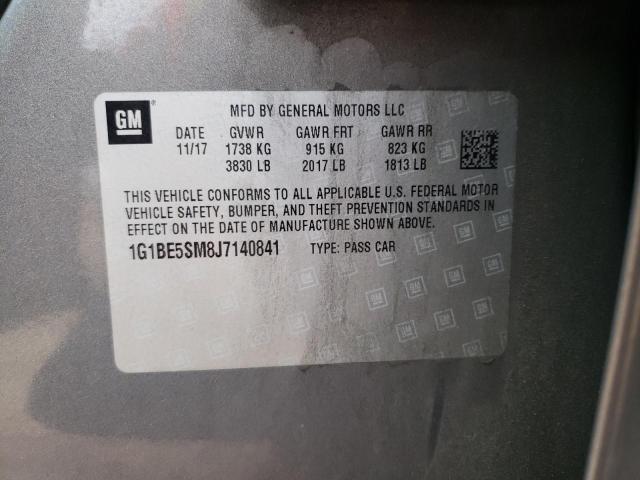 GM
MFD BY GENERAL MOTORS LLC
DATE GVWR GAWR FRT GAWR RR
11/17 1738 KG 915 KG 823 KG
3830 LB 2017 LB 1813 LB
THIS VEHICLE CONFORMS TO ALL APPLICABLE U.S. FEDERAL MOTOR
VEHICLE SAFETY, BUMPER, AND THEFT PREVENTION STANDARDS IN
EFFECT ON THE DATE OF MANUFACTURE SHOWN ABOVE.
1G1BE5SM8J7140841 TYPE: PASS CAR